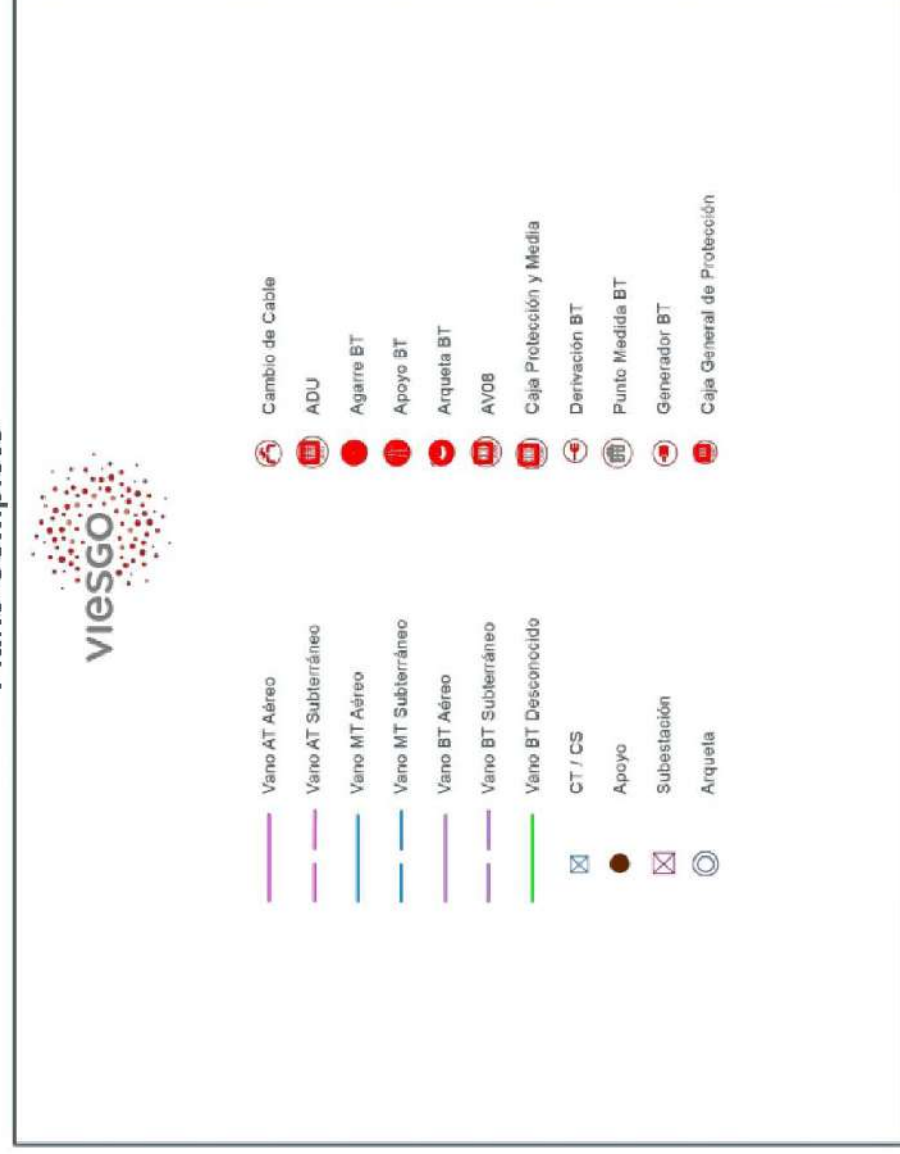 viesgo
Vano AT Aéreo
Vano AT Subterráneo
Vano MT Aéreo
Vano MT Subterráneo
Vano BT Aéreo
Vano BT Subterráneo
Vano BT Desconocido
CT / CS
Apoyo
Subestación
Arqueta
Cambio de Cable
ADU
Agarre BT
Apoyo BT
Arqueta BT
AV08
Caja Protección y Media
Derivación BT
Punto Medida BT
Generador BT
Caja General de Protección